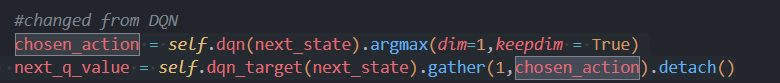 #changed from DQN
chosen_action = self.dqn(next_state).argmax(dim=1,keepdim = True)
next_q_value = self.dqn_target(next_state).gather(1,chosen_action).detach()